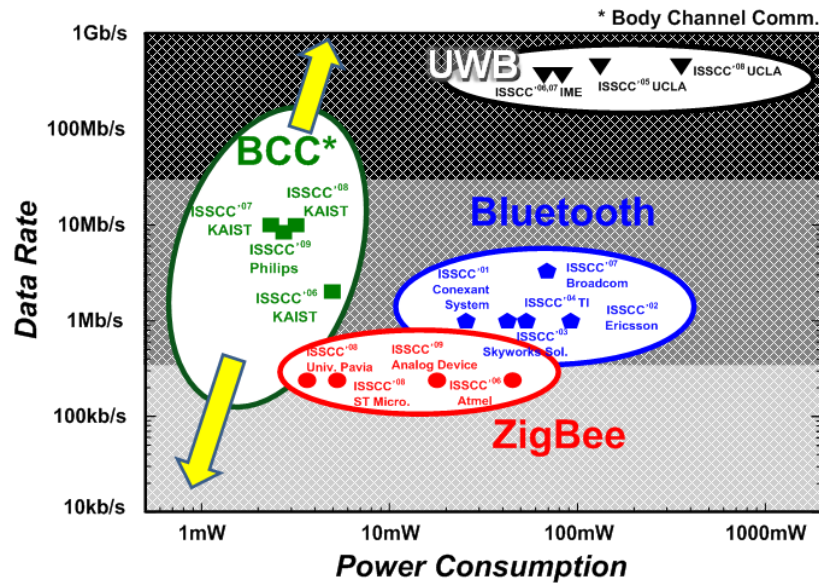 * Body Channel Comm.
1Gb/s
100Mb/s
10Mb/s
1Mb/s
100kb/s
10kb/s
Data Rate
UWB
ISSCC'06,07 IME
ISSCC'05 UCLA
ISSCC'08 UCLA
BCC*
ISSCC'08
KAIST
ISSCC'07
KAIST
ISSCC'09
Philips
ISSCC'06
KAIST
Bluetooth
ISSCC'01
Conexant
System
ISSCC'07
Broadcom
ISSCC'04 TI
ISSCC'02
Ericsson
ISSCC'03
Skyworks Sol.
ISSCC'08
Univ. Pavia
ISSCC'09
Analog Device
ISSCC'08
ST Micro.
ISSCC'06
Atmel
ZigBee
1mW
10mW
100mW
1000mW
Power Consumption